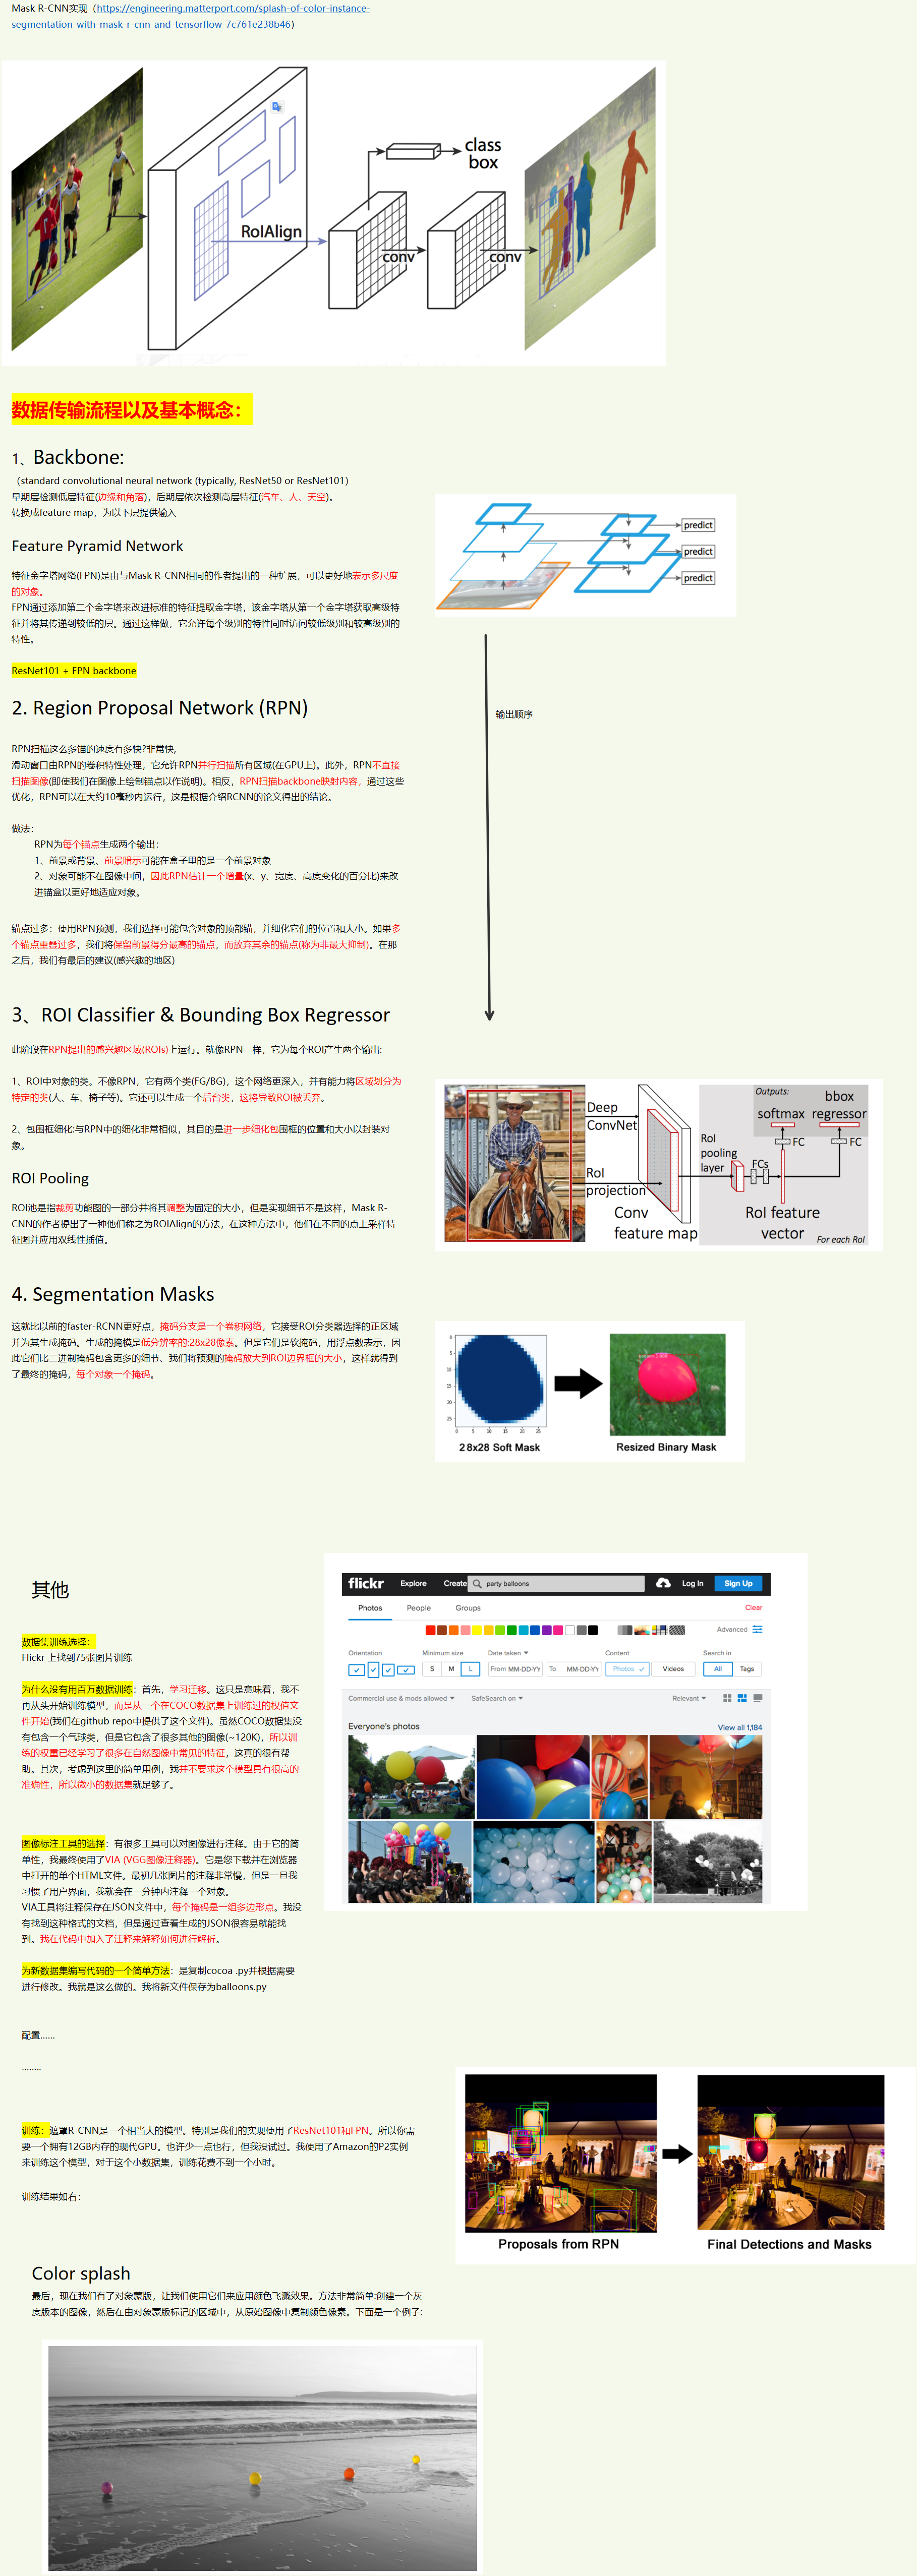 Mask R-CNN实现（https://engineering.matterport.com/splash-of-color-instance-
segmentation-with-mask-r-cnn-and-tensorflow-7c761e238b46）
class
box
RoIAlign
conv
conv
数据传输流程以及基本概念：
1、Backbone:
（standard convolutional neural network (typically, ResNet50 or ResNet101）
早期层检测低层特征(边缘和角落)，后期层依次检测高层特征(汽车、人、天空)。
转换成feature map，为以下层提供输入
predict
predict
predict
Feature Pyramid Network
特征金字塔网络(FPN)是由与Mask R-CNN相同的作者提出的一种扩展，可以更好地表示多尺度
的对象。
FPN通过添加第二个金字塔来改进标准的特征提取金字塔，该金字塔从第一个金字塔获取高级特
征并将其传递到较低的层。通过这样做，它允许每个级别的特性同时访问较低级别和较高级别的
特性。
ResNet101 + FPN backbone
2. Region Proposal Network (RPN)
输出顺序
RPN扫描这么多锚的速度有多快?非常快,
滑动窗口由RPN的卷积特性处理，它允许RPN并行扫描所有区域(在GPU上)。此外，RPN不直接
扫描图像(即使我们在图像上绘制锚点以作说明)。相反，RPN扫描backbone映射内容，通过这些
优化，RPN可以在大约10毫秒内运行，这是根据介绍RCNN的论文得出的结论。
做法：
RPN为每个锚点生成两个输出：
1、前景或背景、前景暗示可能在盒子里的是一个前景对象
2、对象可能不在图像中间，因此RPN估计一个增量(x、y、宽度、高度变化的百分比)来改
进锚盒以更好地适应对象。
锚点过多：使用RPN预测，我们选择可能包含对象的顶部锚，并细化它们的位置和大小。如果多
个锚点重叠过多，我们将保留前景得分最高的锚点，而放弃其余的锚点(称为非最大抑制)。在那
之后，我们有最后的建议(感兴趣的地区)
3、ROI Classifier & Bounding Box Regressor
此阶段在RPN提出的感兴趣区域(ROIs)上运行。就像RPN一样，它为每个ROI产生两个输出:
1、ROI中对象的类。不像RPN，它有两个类(FG/BG)，这个网络更深入，并有能力将区域划分为
特定的类(人、车、椅子等)。它还可以生成一个后台类，这将导致ROI被丢弃。
2、包围框细化:与RPN中的细化非常相似，其目的是进一步细化包围框的位置和大小以封装对
象。
Deep
ConvNet
RoI
projection
Conv
feature map
RoI
pooling
layer
FCs
Outputs:
softmax
bbox
regressor
FC
FC
RoI feature
vector
For each RoI
ROI Pooling
ROI池是指裁剪功能图的一部分并将其调整为固定的大小，但是实现细节不是这样，Mask R-
CNN的作者提出了一种他们称之为ROIAlign的方法，在这种方法中，他们在不同的点上采样特
征图并应用双线性插值。
4. Segmentation Masks
这就比以前的faster-RCNN更好点，掩码分支是一个卷积网络，它接受ROI分类器选择的正区域
并为其生成掩码。生成的掩模是低分辨率的:28x28像素。但是它们是软掩码，用浮点数表示，因
此它们比二进制掩码包含更多的细节、我们将预测的掩码放大到ROI边界框的大小，这样就得到
了最终的掩码，每个对象一个掩码。
0
5
10
15
20
25
0 5 10 15 20 25
28x28 Soft Mask
Resized Binary Mask
其他
flickr Explore Create party balloons Log In Sign Up
Photos People Groups Clear
Advanced
Orientation Minimum size Date taken Content Search in
S M L From MM-DD-YY To MM-DD-YY Photos Videos All Tags
Commercial use & mods allowed SafeSearch on Relevant
Everyone's photos View all 1,184
数据集训练选择：
Flickr 上找到75张图片训练
为什么没有用百万数据训练：首先，学习迁移。这只是意味着，我不
再从头开始训练模型，而是从一个在COCO数据集上训练过的权值文
件开始(我们在github repo中提供了这个文件)。虽然COCO数据集没
有包含一个气球类，但是它包含了很多其他的图像(~120K)，所以训
练的权重已经学习了很多在自然图像中常见的特征，这真的很有帮
助。其次，考虑到这里的简单用例，我并不要求这个模型具有很高的
准确性，所以微小的数据集就足够了。
图像标注工具的选择：有很多工具可以对图像进行注释。由于它的简
单性，我最终使用了VIA (VGG图像注释器)。它是您下载并在浏览器
中打开的单个HTML文件。最初几张图片的注释非常慢，但是一旦我
习惯了用户界面，我就会在一分钟内注释一个对象。
VIA工具将注释保存在JSON文件中，每个掩码是一组多边形点。我没
有找到这种格式的文档，但是通过查看生成的JSON很容易就能找
到。我在代码中加入了注释来解释如何进行解析。
为新数据集编写代码的一个简单方法：是复制cocoa .py并根据需要
进行修改。我就是这么做的。我将新文件保存为balloons.py
配置……
........
训练：遮罩R-CNN是一个相当大的模型。特别是我们的实现使用了ResNet101和FPN。所以你需
要一个拥有12GB内存的现代GPU。也许少一点也行，但我没试过。我使用了Amazon的P2实例
来训练这个模型，对于这个小数据集，训练花费不到一个小时。
训练结果如右：
Proposals from RPN
Final Detections and Masks
Color splash
最后，现在我们有了对象蒙版，让我们使用它们来应用颜色飞溅效果。方法非常简单:创建一个灰
度版本的图像，然后在由对象蒙版标记的区域中，从原始图像中复制颜色像素。下面是一个例子: